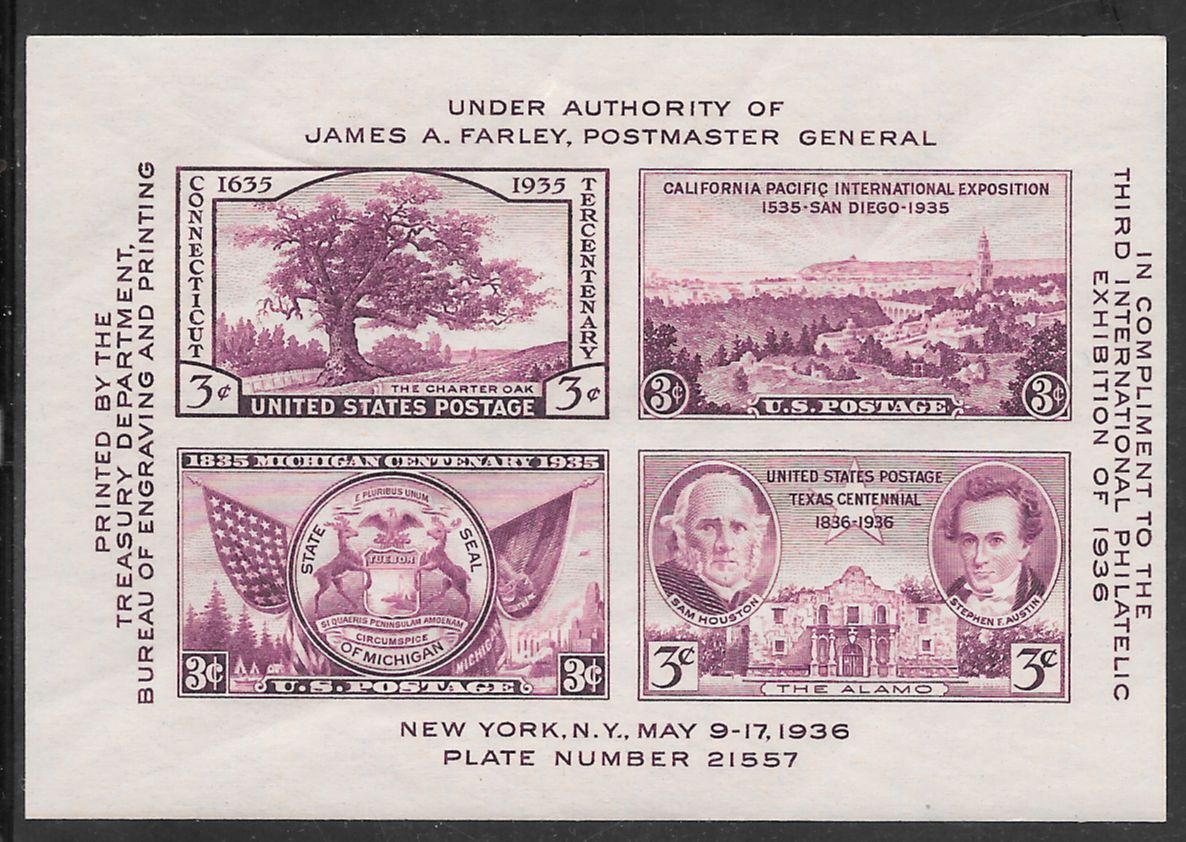 UNDER AUTHORITY OF
JAMES A. FARLEY, POSTMASTER GENERAL
PRINTED BY THE
TREASURY DEPARTMENT,
BUREAU OF ENGRAVING AND PRINTING
CONNECTICUT
1635
1935
TERCENTENARY
THE CHARTER OAK
3¢
3¢
UNITED STATES POSTAGE
CALIFORNIA PACIFIC INTERNATIONAL EXPOSITION
1535-SAN DIEGO-1935
3¢
3¢
U.S. POSTAGE
1835 MICHIGAN CENTENARY 1935
E PLURIBUS UNUM
STATE
SEAL
TUEBOR
SI QUAERIS PENINSULAM AMOENAM
CIRCUMSPICE
OF MICHIGAN
MICHIGAN
3¢
3¢
U.S. POSTAGE
UNITED STATES POSTAGE
TEXAS CENTENNIAL
1836-1936
SAM HOUSTON
STEPHEN F. AUSTIN
3¢
3¢
THE ALAMO
IN COMPLIMENT TO THE
THIRD INTERNATIONAL PHILATELIC
EXHIBITION OF 1936
NEW YORK, N.Y., MAY 9-17, 1936
PLATE NUMBER 21557